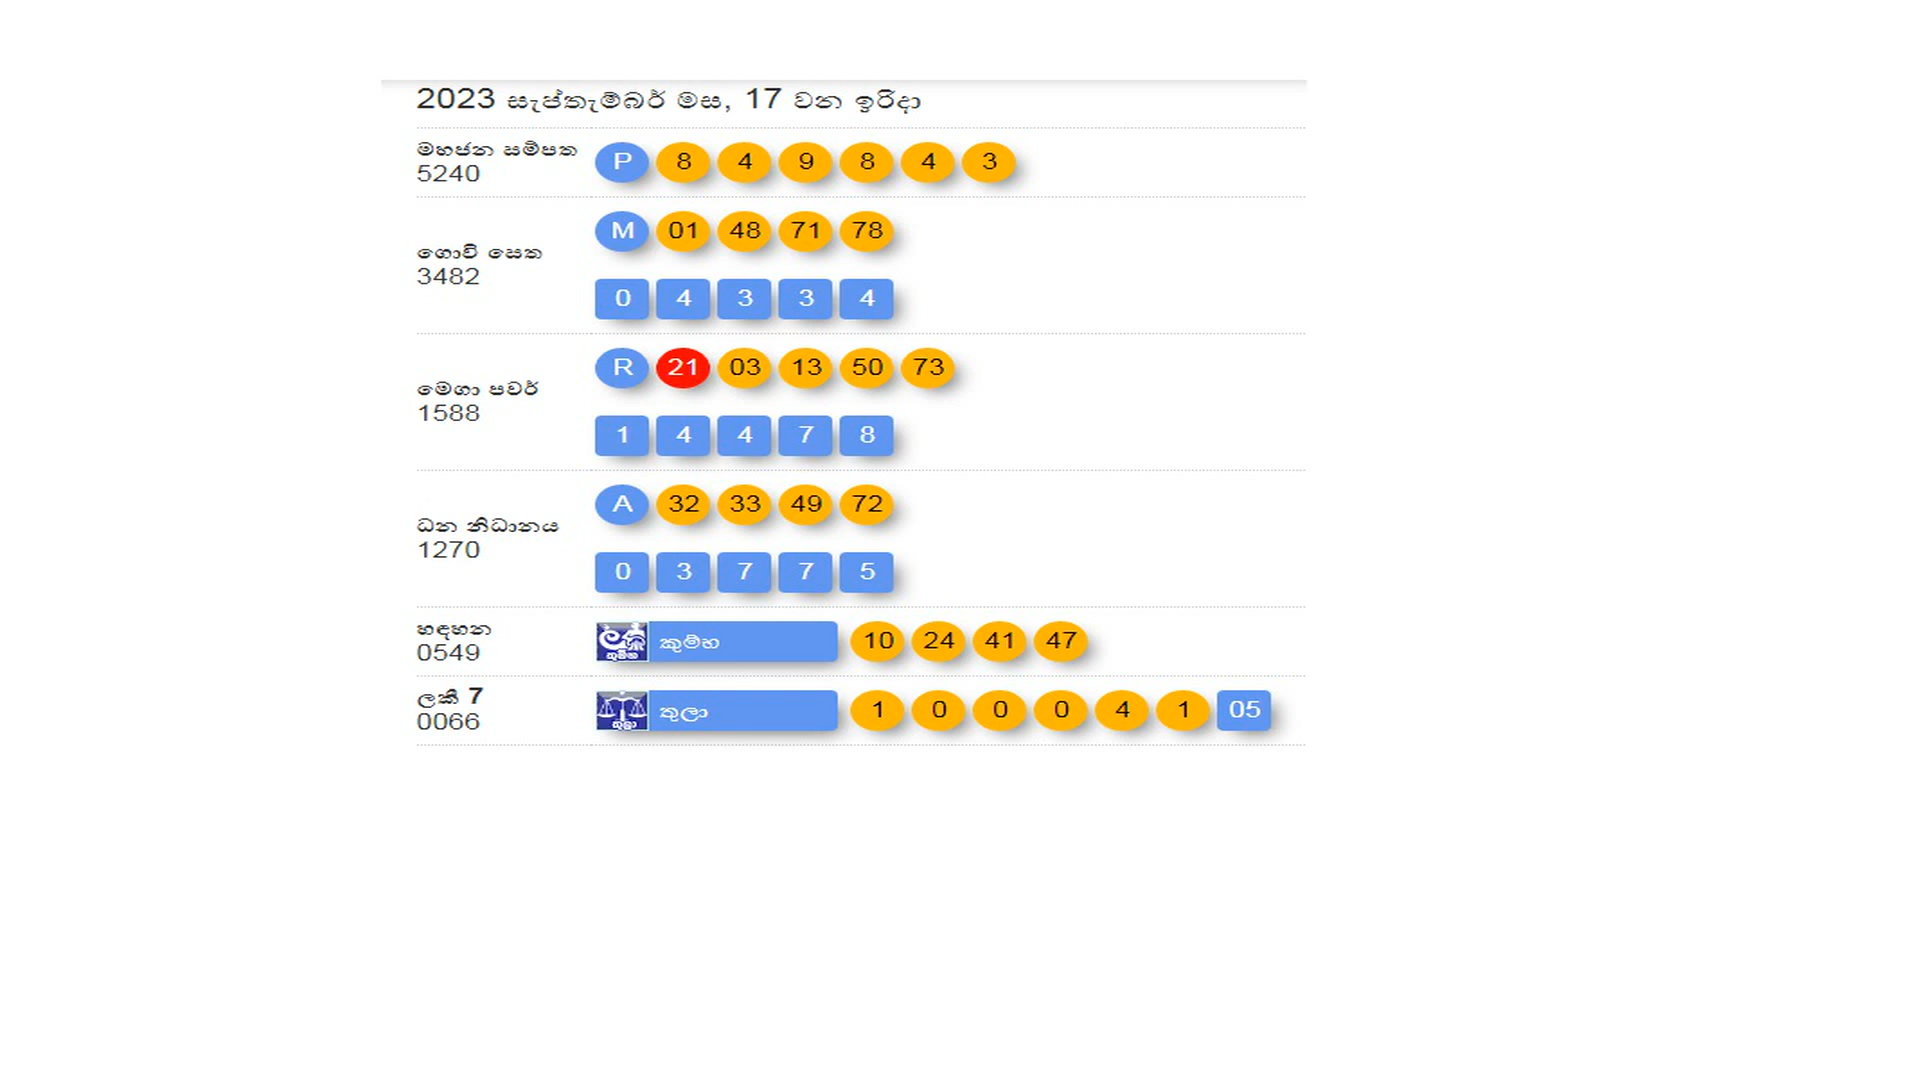 2023 සැප්තැම්බර් මස, 17 වන ඉරිදා
මහජන සම්පත
5240
P 8 4 9 8 4 3
ගොවි සෙත
3482
M 01 48 71 78
0 4 3 3 4
මෙගා පවර්
1588
R 21 03 13 50 73
1 4 4 7 8
ධන නිධානය
1270
A 32 33 49 72
0 3 7 7 5
හඳහන
0549
කුම්භ කුම්භ 10 24 41 47
ලකී 7
0066
තුලා තුලා 1 0 0 0 4 1 05